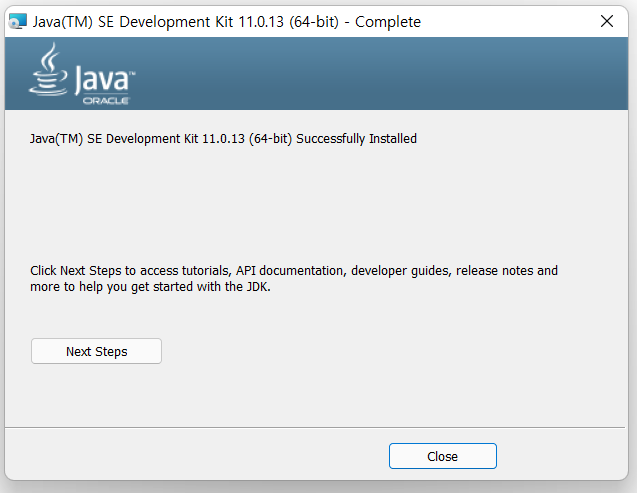 Java(TM) SE Development Kit 11.0.13 (64-bit) - Complete
Java™
ORACLE
Java(TM) SE Development Kit 11.0.13 (64-bit) Successfully Installed
Click Next Steps to access tutorials, API documentation, developer guides, release notes and
more to help you get started with the JDK.
Next Steps
Close